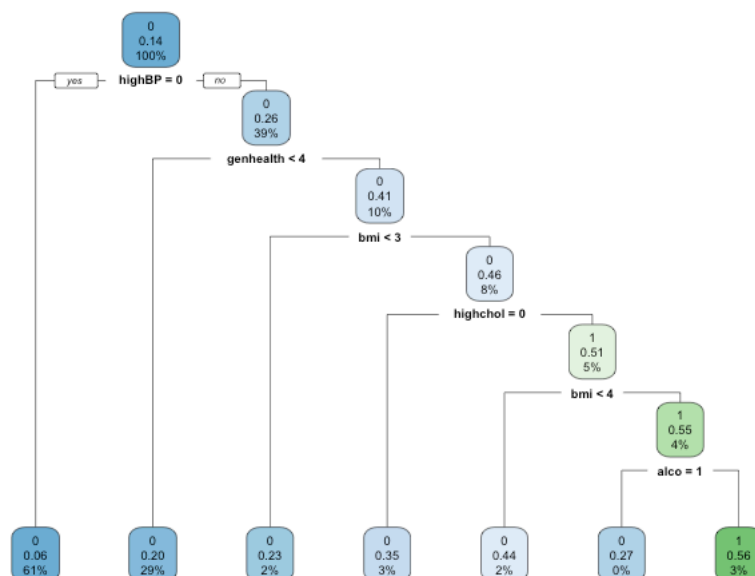 0
0.14
100%
yes highBP = 0 no
0
0.26
39%
genhealth < 4
0
0.41
10%
bmi < 3
0
0.46
8%
highchol = 0
1
0.51
5%
bmi < 4
1
0.55
4%
alco = 1
0 0 0 0 0 0 1
0.06 0.20 0.23 0.35 0.44 0.27 0.56
61% 29% 2% 3% 2% 0% 3%